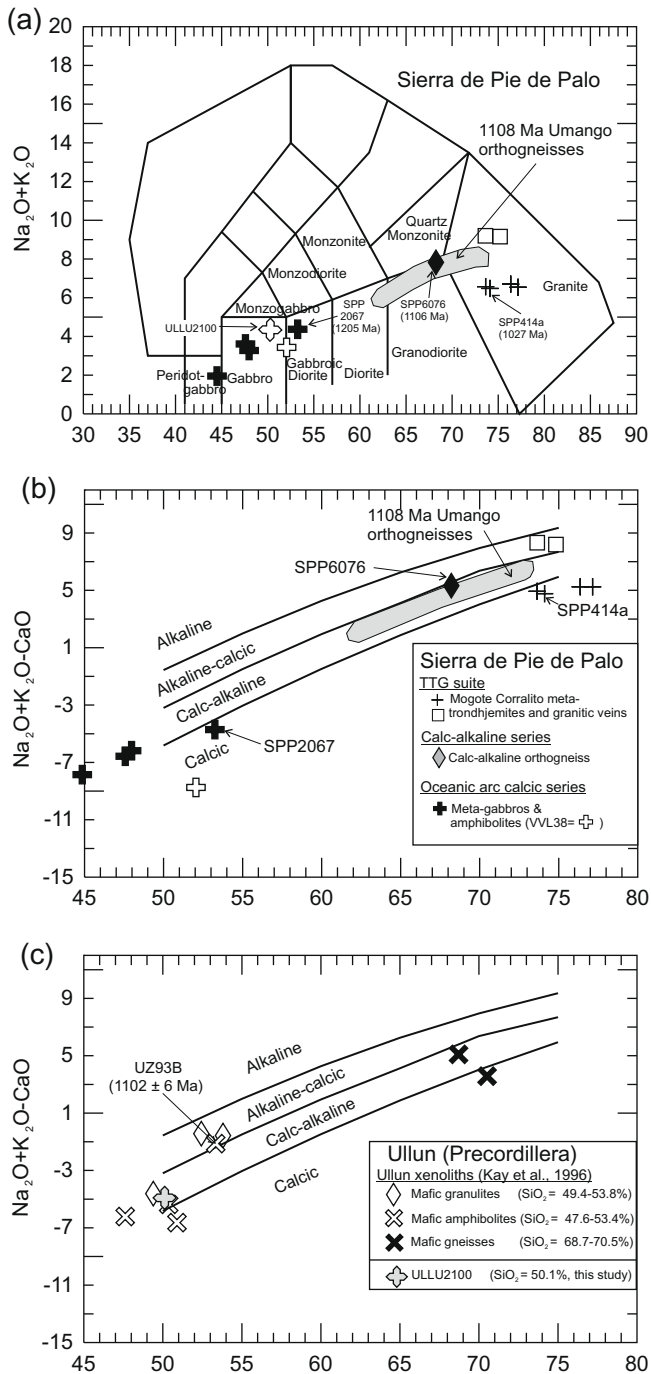 (a)
20
18
16
14
12
10
8
6
4
2
0
Na₂O+K₂O
Sierra de Pie de Palo
1108 Ma Umango
orthogneisses
Quartz
Monzonite
Monzonite
Monzodiorite
Monzogabbro
SPP
2067
(1205 Ma)
ULLU2100
SPP6076
(1106 Ma)
Granite
SPP414a
(1027 Ma)
Peridot-
gabbro
Gabbro
Gabbroic
Diorite
Diorite
Granodiorite
30 35 40 45 50 55 60 65 70 75 80 85 90
(b)
9
5
1
-3
-7
-11
-15
Na₂O+K₂O-CaO
1108 Ma Umango
orthogneisses
SPP6076
SPP414a
Alkaline
Alkaline-calcic
Calc-alkaline
Calcic
SPP2067
Sierra de Pie de Palo
TTG suite
Mogote Corralito meta-
trondhjemites and granitic veins
Calc-alkaline series
Calc-alkaline orthogneiss
Oceanic arc calcic series
Meta-gabbros &
amphibolites (VVL38= )
45 50 55 60 65 70 75 80
(c)
9
5
1
-3
-7
-11
-15
Na₂O+K₂O-CaO
UZ93B
(1102 ± 6 Ma)
Alkaline
Alkaline-calcic
Calc-alkaline
Calcic
Ullun (Precordillera)
Ullun xenoliths (Kay et al., 1996)
Mafic granulites (SiO₂ = 49.4-53.8%)
Mafic amphibolites (SiO₂ = 47.6-53.4%)
Mafic gneisses (SiO₂ = 68.7-70.5%)
ULLU2100 (SiO₂ = 50.1%, this study)
45 50 55 60 65 70 75 80